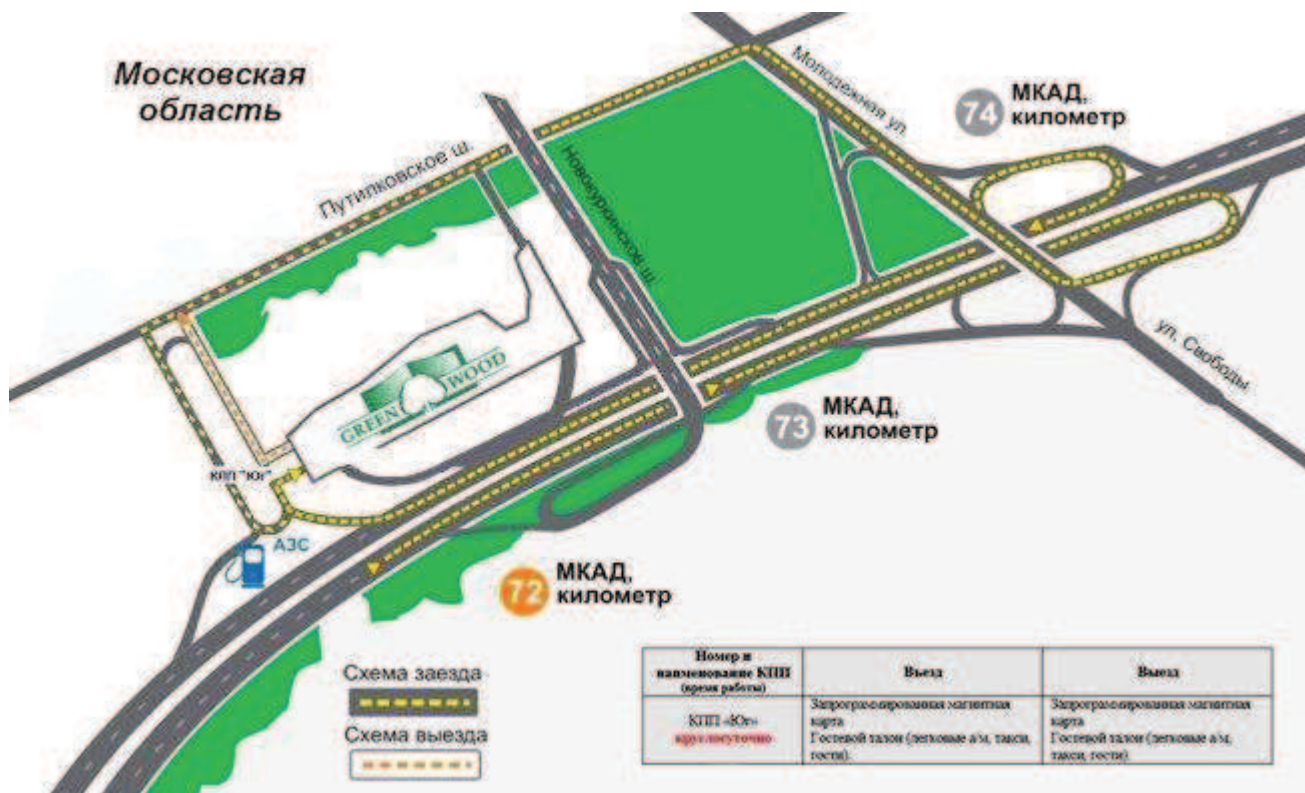 Московская
область
Молодежная ул.
74
МКАД,
километр
Путилковское ш.
Новокуркинское ш.
ул. Свободы
GREEN WOOD
73
МКАД,
километр
КПП "Юг"
АЗС
72
МКАД,
километр
Схема заезда
Схема выезда
Номер и
наименование КПП
(время работы)
Въезд
Выезд
КПП «Юг»
круглосуточно
Запрограммированная магнитная
карта
Гостевой талон (легковые а/м, такси,
гости).
Запрограммированная магнитная
карта
Гостевой талон (легковые а/м,
такси, гости).